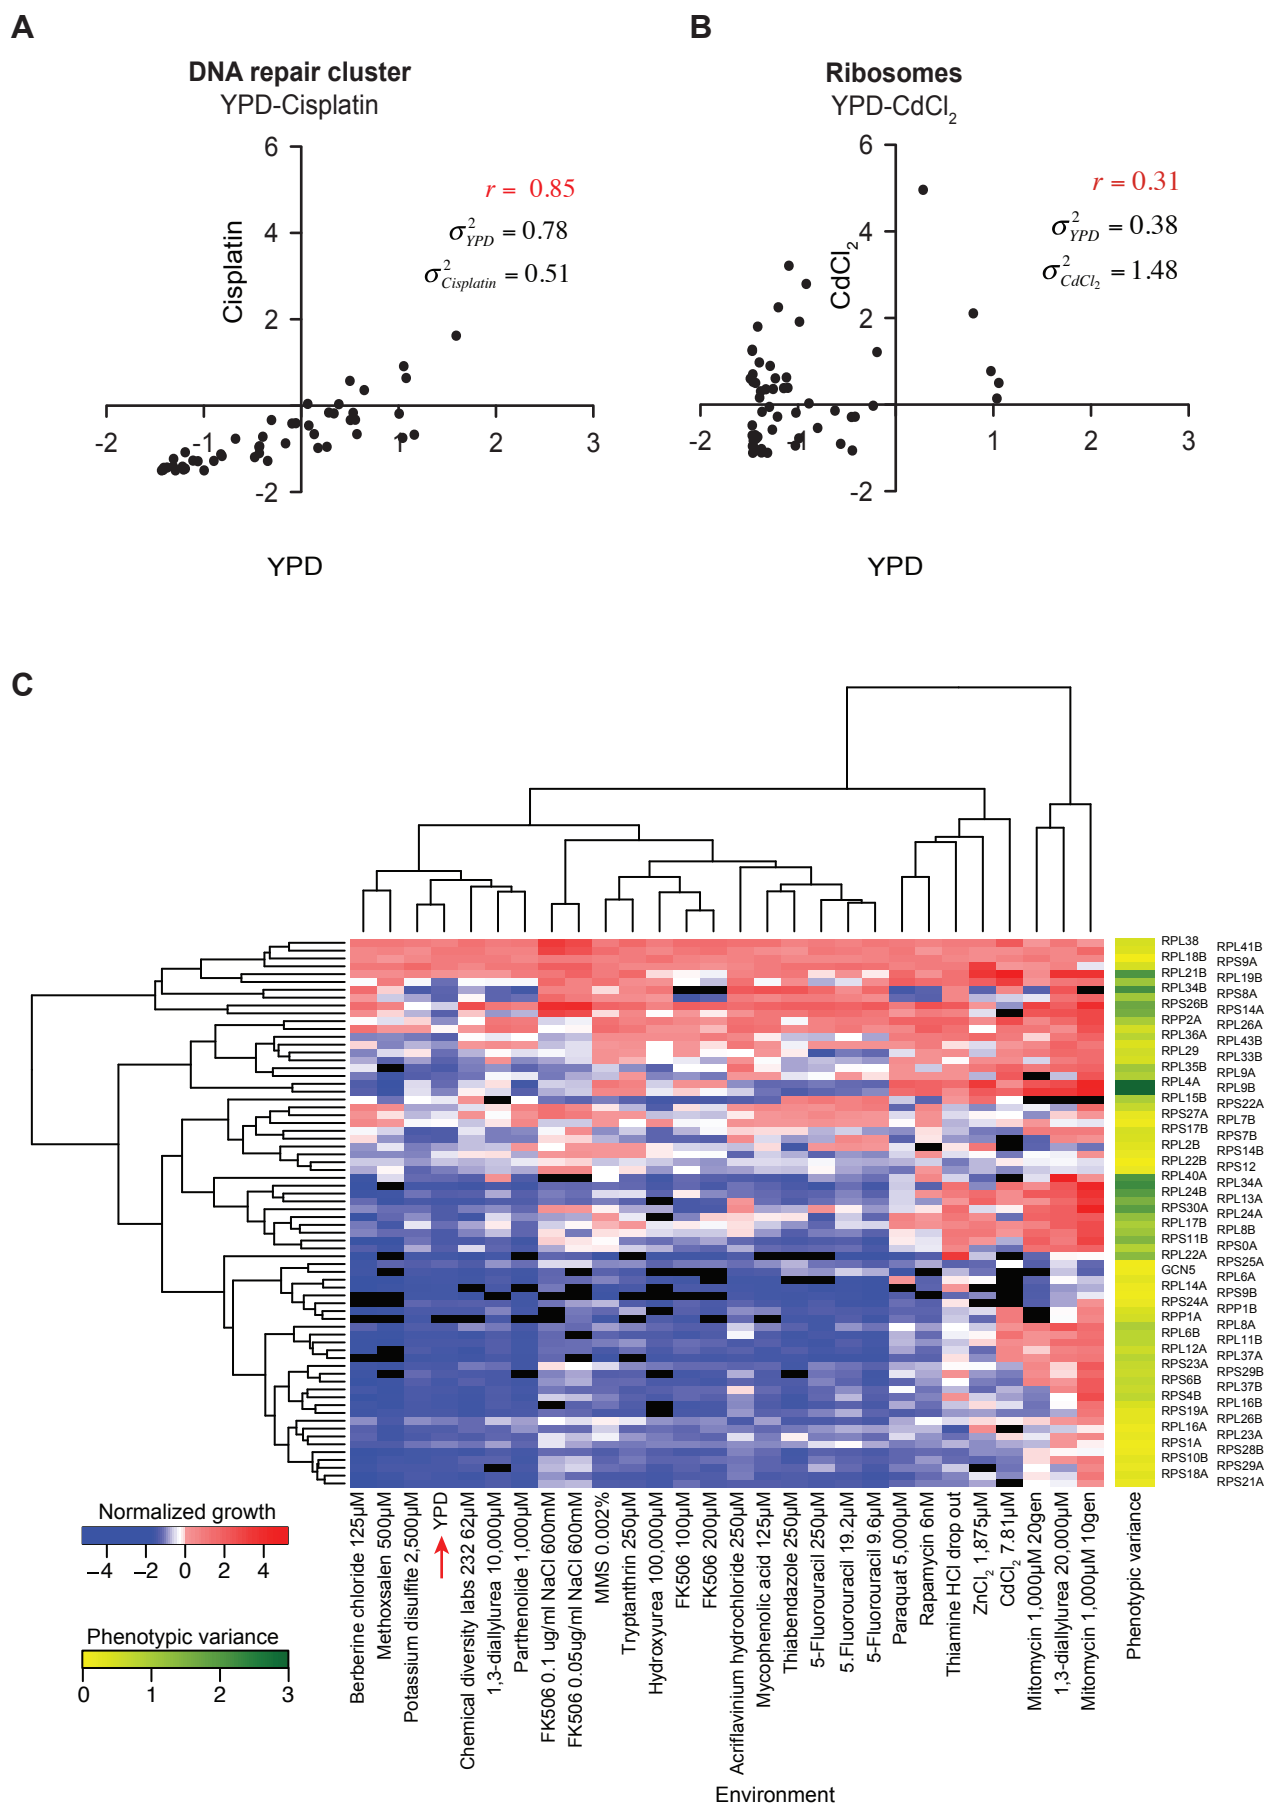 A
DNA repair cluster
YPD-Cisplatin
6
4
2
-2
-2
-1
1
2
3
Cisplatin
r = 0.85
σ²YPD = 0.78
σ²Cisplatin = 0.51
YPD
B
Ribosomes
YPD-CdCl₂
6
4
2
-2
-2
-1
1
2
3
CdCl₂
r = 0.31
σ²YPD = 0.38
σ²CdCl₂ = 1.48
YPD
C
RPL38
RPL41B
RPL18B
RPS9A
RPL21B
RPL19B
RPL34B
RPS8A
RPS26B
RPS14A
RPP2A
RPL26A
RPL36A
RPL43B
RPL29
RPL33B
RPL35B
RPL9A
RPL4A
RPL9B
RPL15B
RPS22A
RPS27A
RPL7B
RPS17B
RPS7B
RPL2B
RPS14B
RPL22B
RPS12
RPL40A
RPL34A
RPL24B
RPL13A
RPS30A
RPL24A
RPL17B
RPL8B
RPS11B
RPS0A
RPL22A
RPS25A
GCN5
RPL6A
RPL14A
RPS9B
RPS24A
RPP1B
RPP1A
RPL8A
RPL6B
RPL11B
RPL12A
RPL37A
RPS23A
RPS29B
RPS6B
RPL37B
RPS4B
RPL16B
RPS19A
RPL26B
RPL16A
RPL23A
RPS1A
RPS28B
RPS10B
RPS29A
RPS18A
RPS21A
Normalized growth
−4 −2 0 2 4
Phenotypic variance
0 1 2 3
Berberine chloride 125µM
Methoxsalen 500µM
Potassium disulfite 2,500µM
YPD
Chemical diversity labs 232 62µM
1,3-diallylurea 10,000µM
Parthenolide 1,000µM
FK506 0.1 ug/ml NaCl 600mM
FK506 0.05ug/ml NaCl 600mM
MMS 0.002%
Tryptanthrin 250µM
Hydroxyurea 100,000µM
FK506 100µM
FK506 200µM
Acriflavinium hydrochloride 250µM
Mycophenolic acid 125µM
Thiabendazole 250µM
5-Fluorouracil 250µM
5.Fluorouracil 19.2µM
5-Fluorouracil 9.6µM
Paraquat 5,000µM
Rapamycin 6nM
Thiamine HCl drop out
ZnCl₂ 1,875µM
CdCl₂ 7.81µM
Mitomycin 1,000µM 20gen
1,3-diallylurea 20,000µM
Mitomycin 1,000µM 10gen
Phenotypic variance
Environment